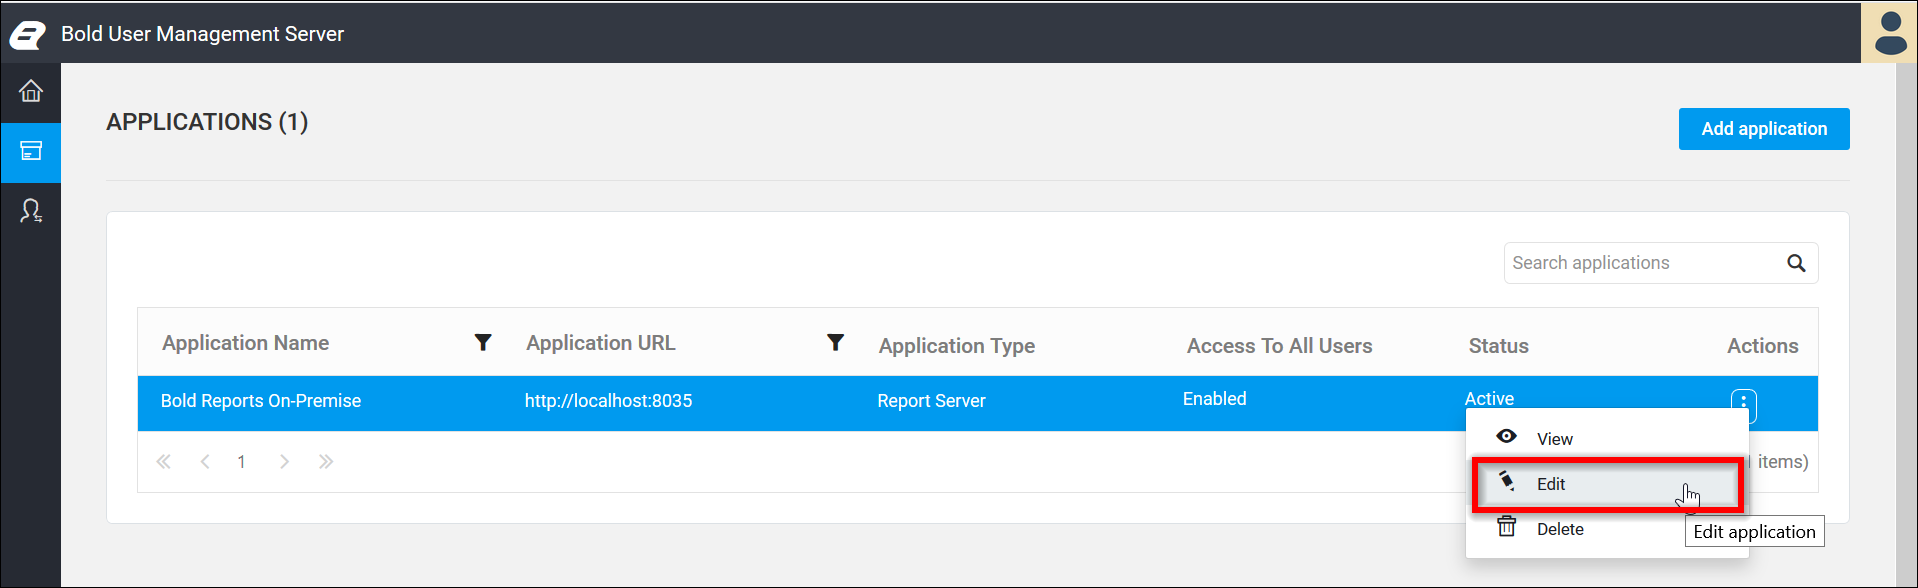 Bold User Management Server
APPLICATIONS (1)
Add application
Search applications
Application Name Application URL Application Type Access To All Users Status Actions
Bold Reports On-Premise http://localhost:8035 Report Server Enabled Active
View
1 items)
Edit
Delete
Edit application